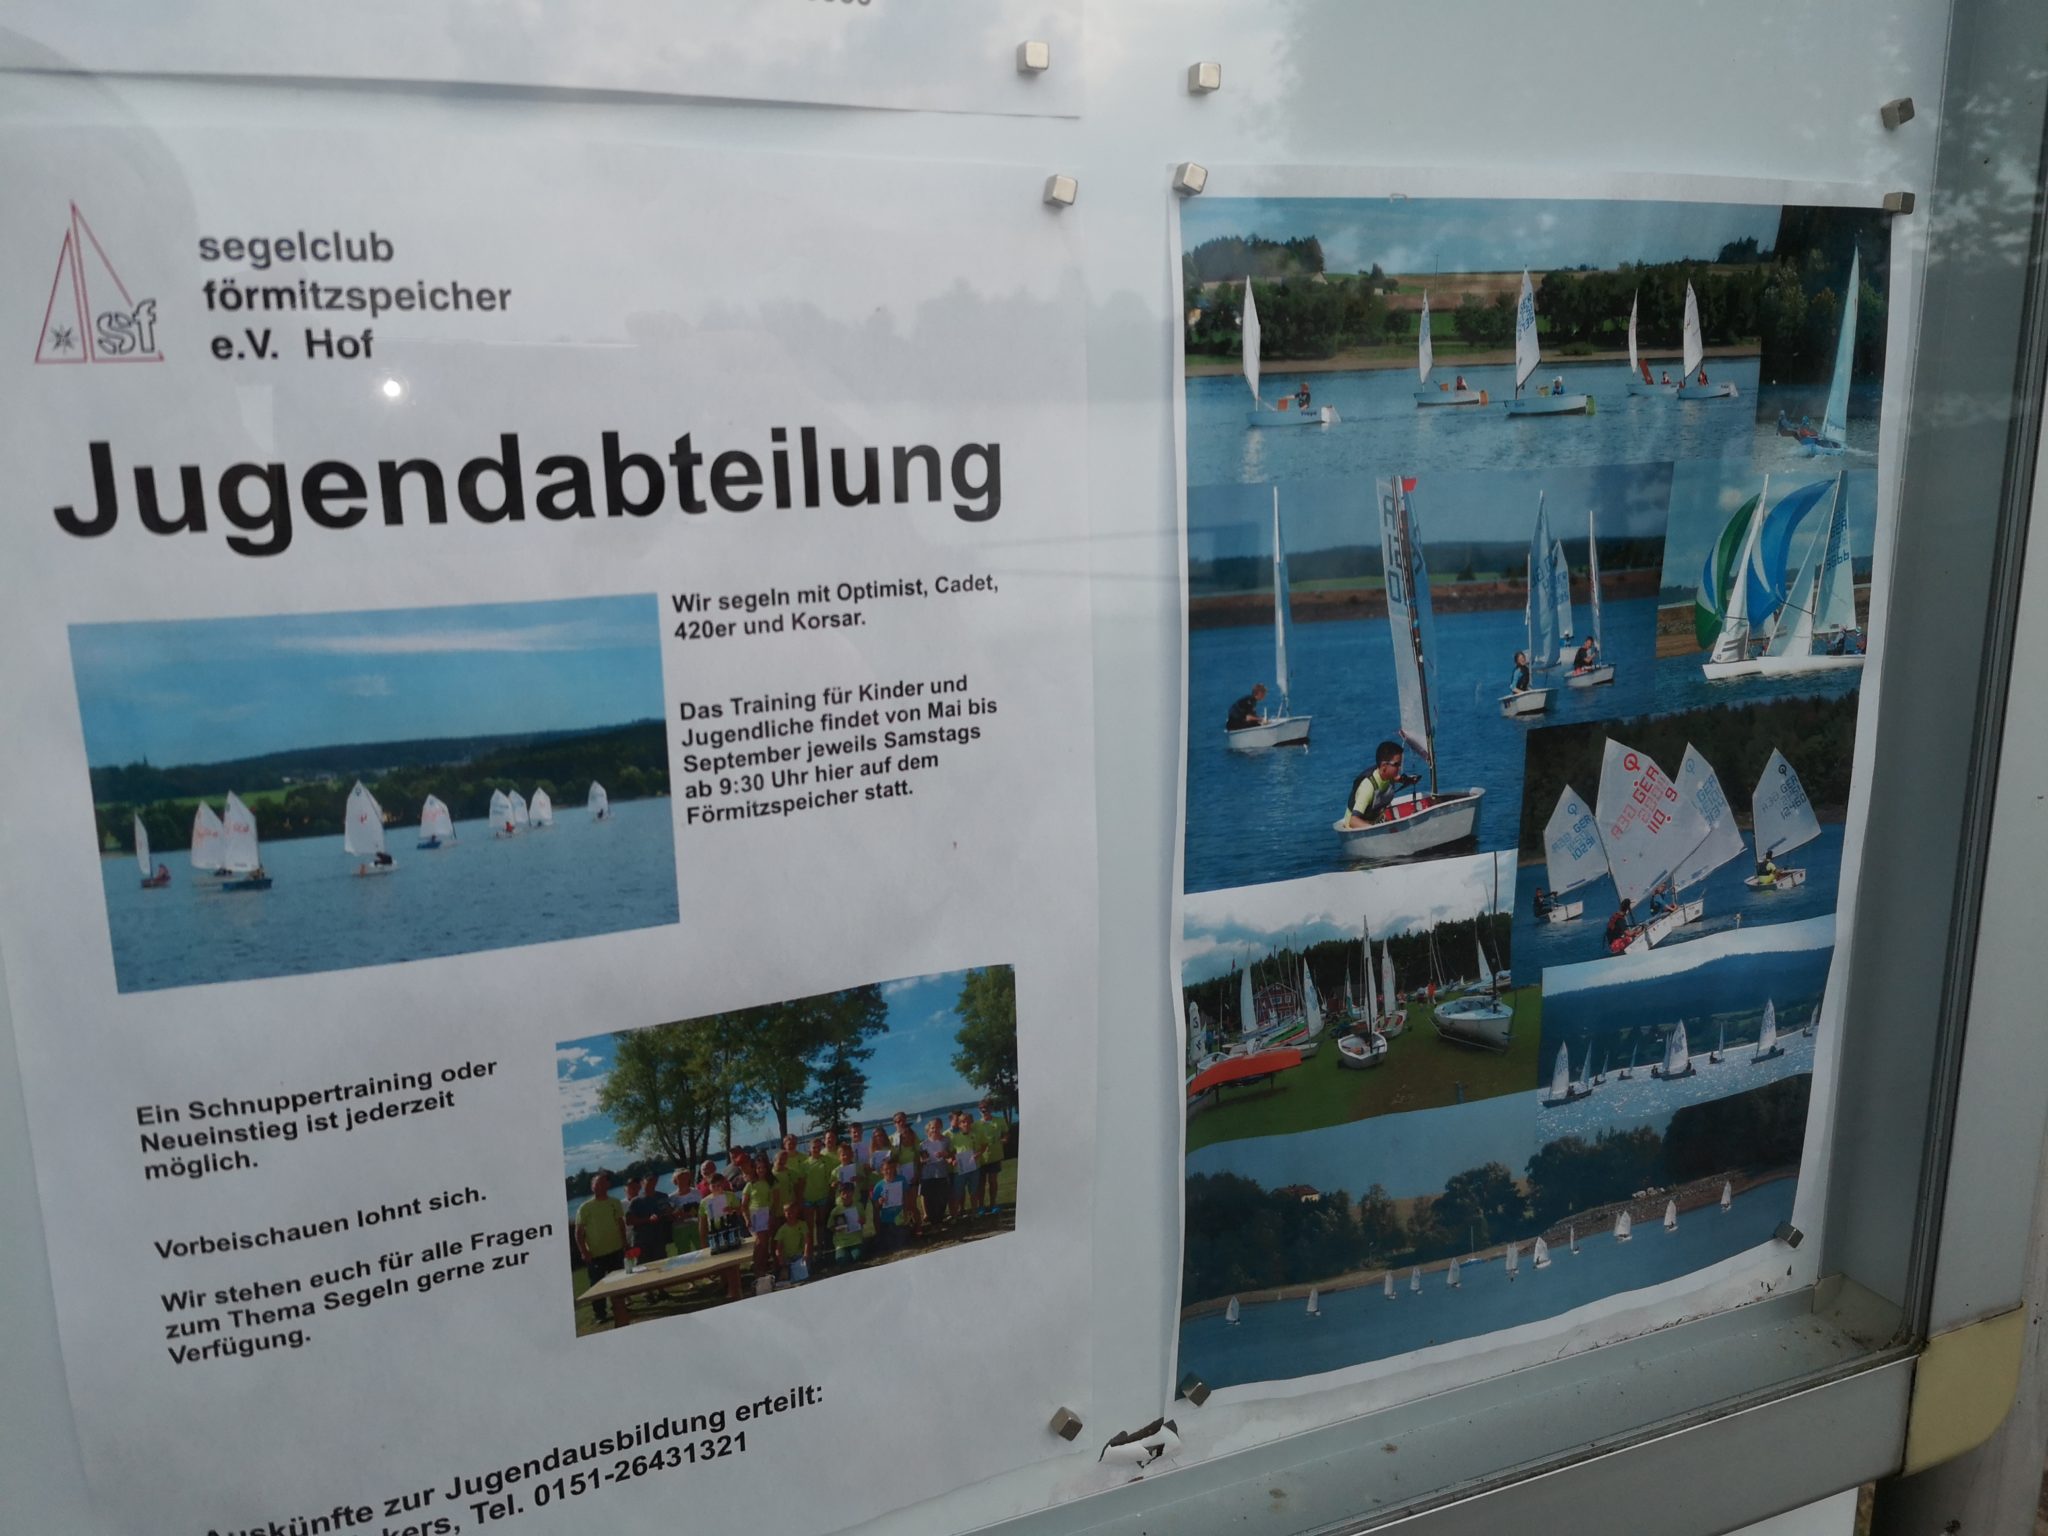 sf
segelclub
förmitzspeicher
e.V. Hof
Jugendabteilung
Wir segeln mit Optimist, Cadet,
420er und Korsar.
Das Training für Kinder und
Jugendliche findet von Mai bis
September jeweils Samstags
ab 9:30 Uhr hier auf dem
Förmitzspeicher statt.
Ein Schnuppertraining oder
Neueinstieg ist jederzeit
möglich.
Vorbeischauen lohnt sich.
Wir stehen euch für alle Fragen
zum Thema Segeln gerne zur
Verfügung.
Auskünfte zur Jugendausbildung erteilt:
Tel. 0151-26431321
GER
GER